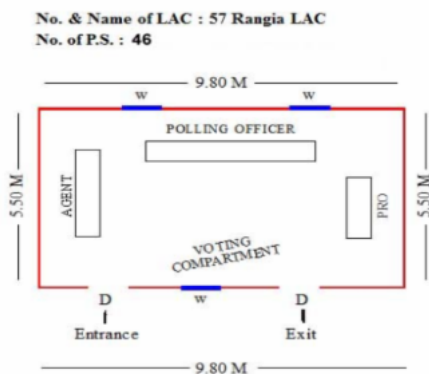 No. & Name of LAC : 57 Rangia LAC
No. of P.S. : 46
9.80 M
w w
POLLING OFFICER
5.50 M
AGENT
PRO
5.50 M
VOTING
COMPARTMENT
D w D
Entrance Exit
9.80 M